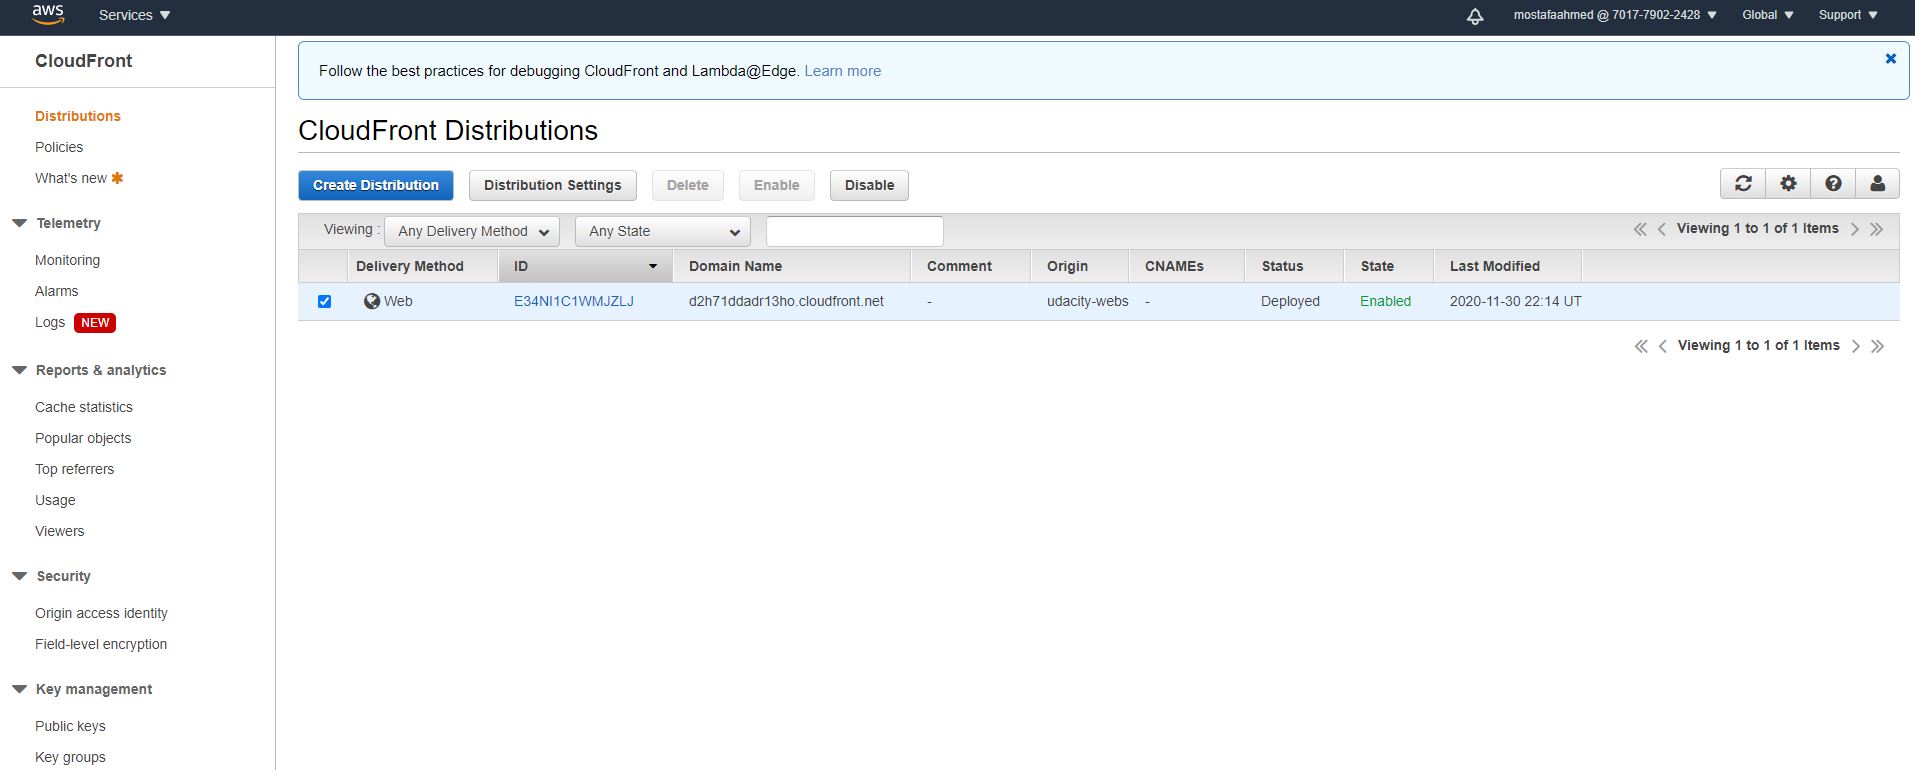 aws Services mostafaahmed @ 7017-7902-2428 Global Support
CloudFront
Distributions
Policies
What's new
Telemetry
Monitoring
Alarms
Logs NEW
Reports & analytics
Cache statistics
Popular objects
Top referrers
Usage
Viewers
Security
Origin access identity
Field-level encryption
Key management
Public keys
Key groups
Follow the best practices for debugging CloudFront and Lambda@Edge. Learn more
CloudFront Distributions
Create Distribution Distribution Settings Delete Enable Disable
Viewing : Any Delivery Method Any State Viewing 1 to 1 of 1 Items
Delivery Method ID Domain Name Comment Origin CNAMEs Status State Last Modified
Web E34NI1C1WMJZLJ d2h71ddadr13ho.cloudfront.net - udacity-webs - Deployed Enabled 2020-11-30 22:14 UT
Viewing 1 to 1 of 1 Items